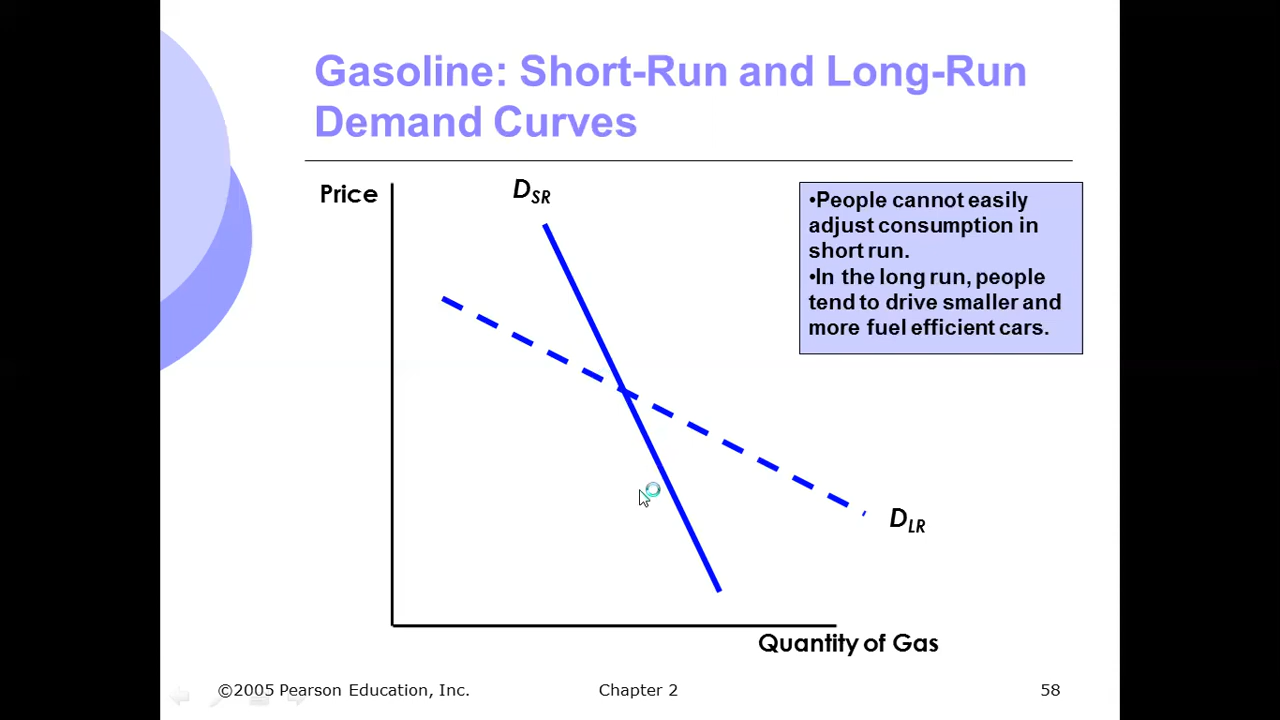 Gasoline: Short-Run and Long-Run
Demand Curves
Price
DSR
•People cannot easily
adjust consumption in
short run.
•In the long run, people
tend to drive smaller and
more fuel efficient cars.
DLR
Quantity of Gas
©2005 Pearson Education, Inc.
Chapter 2
58